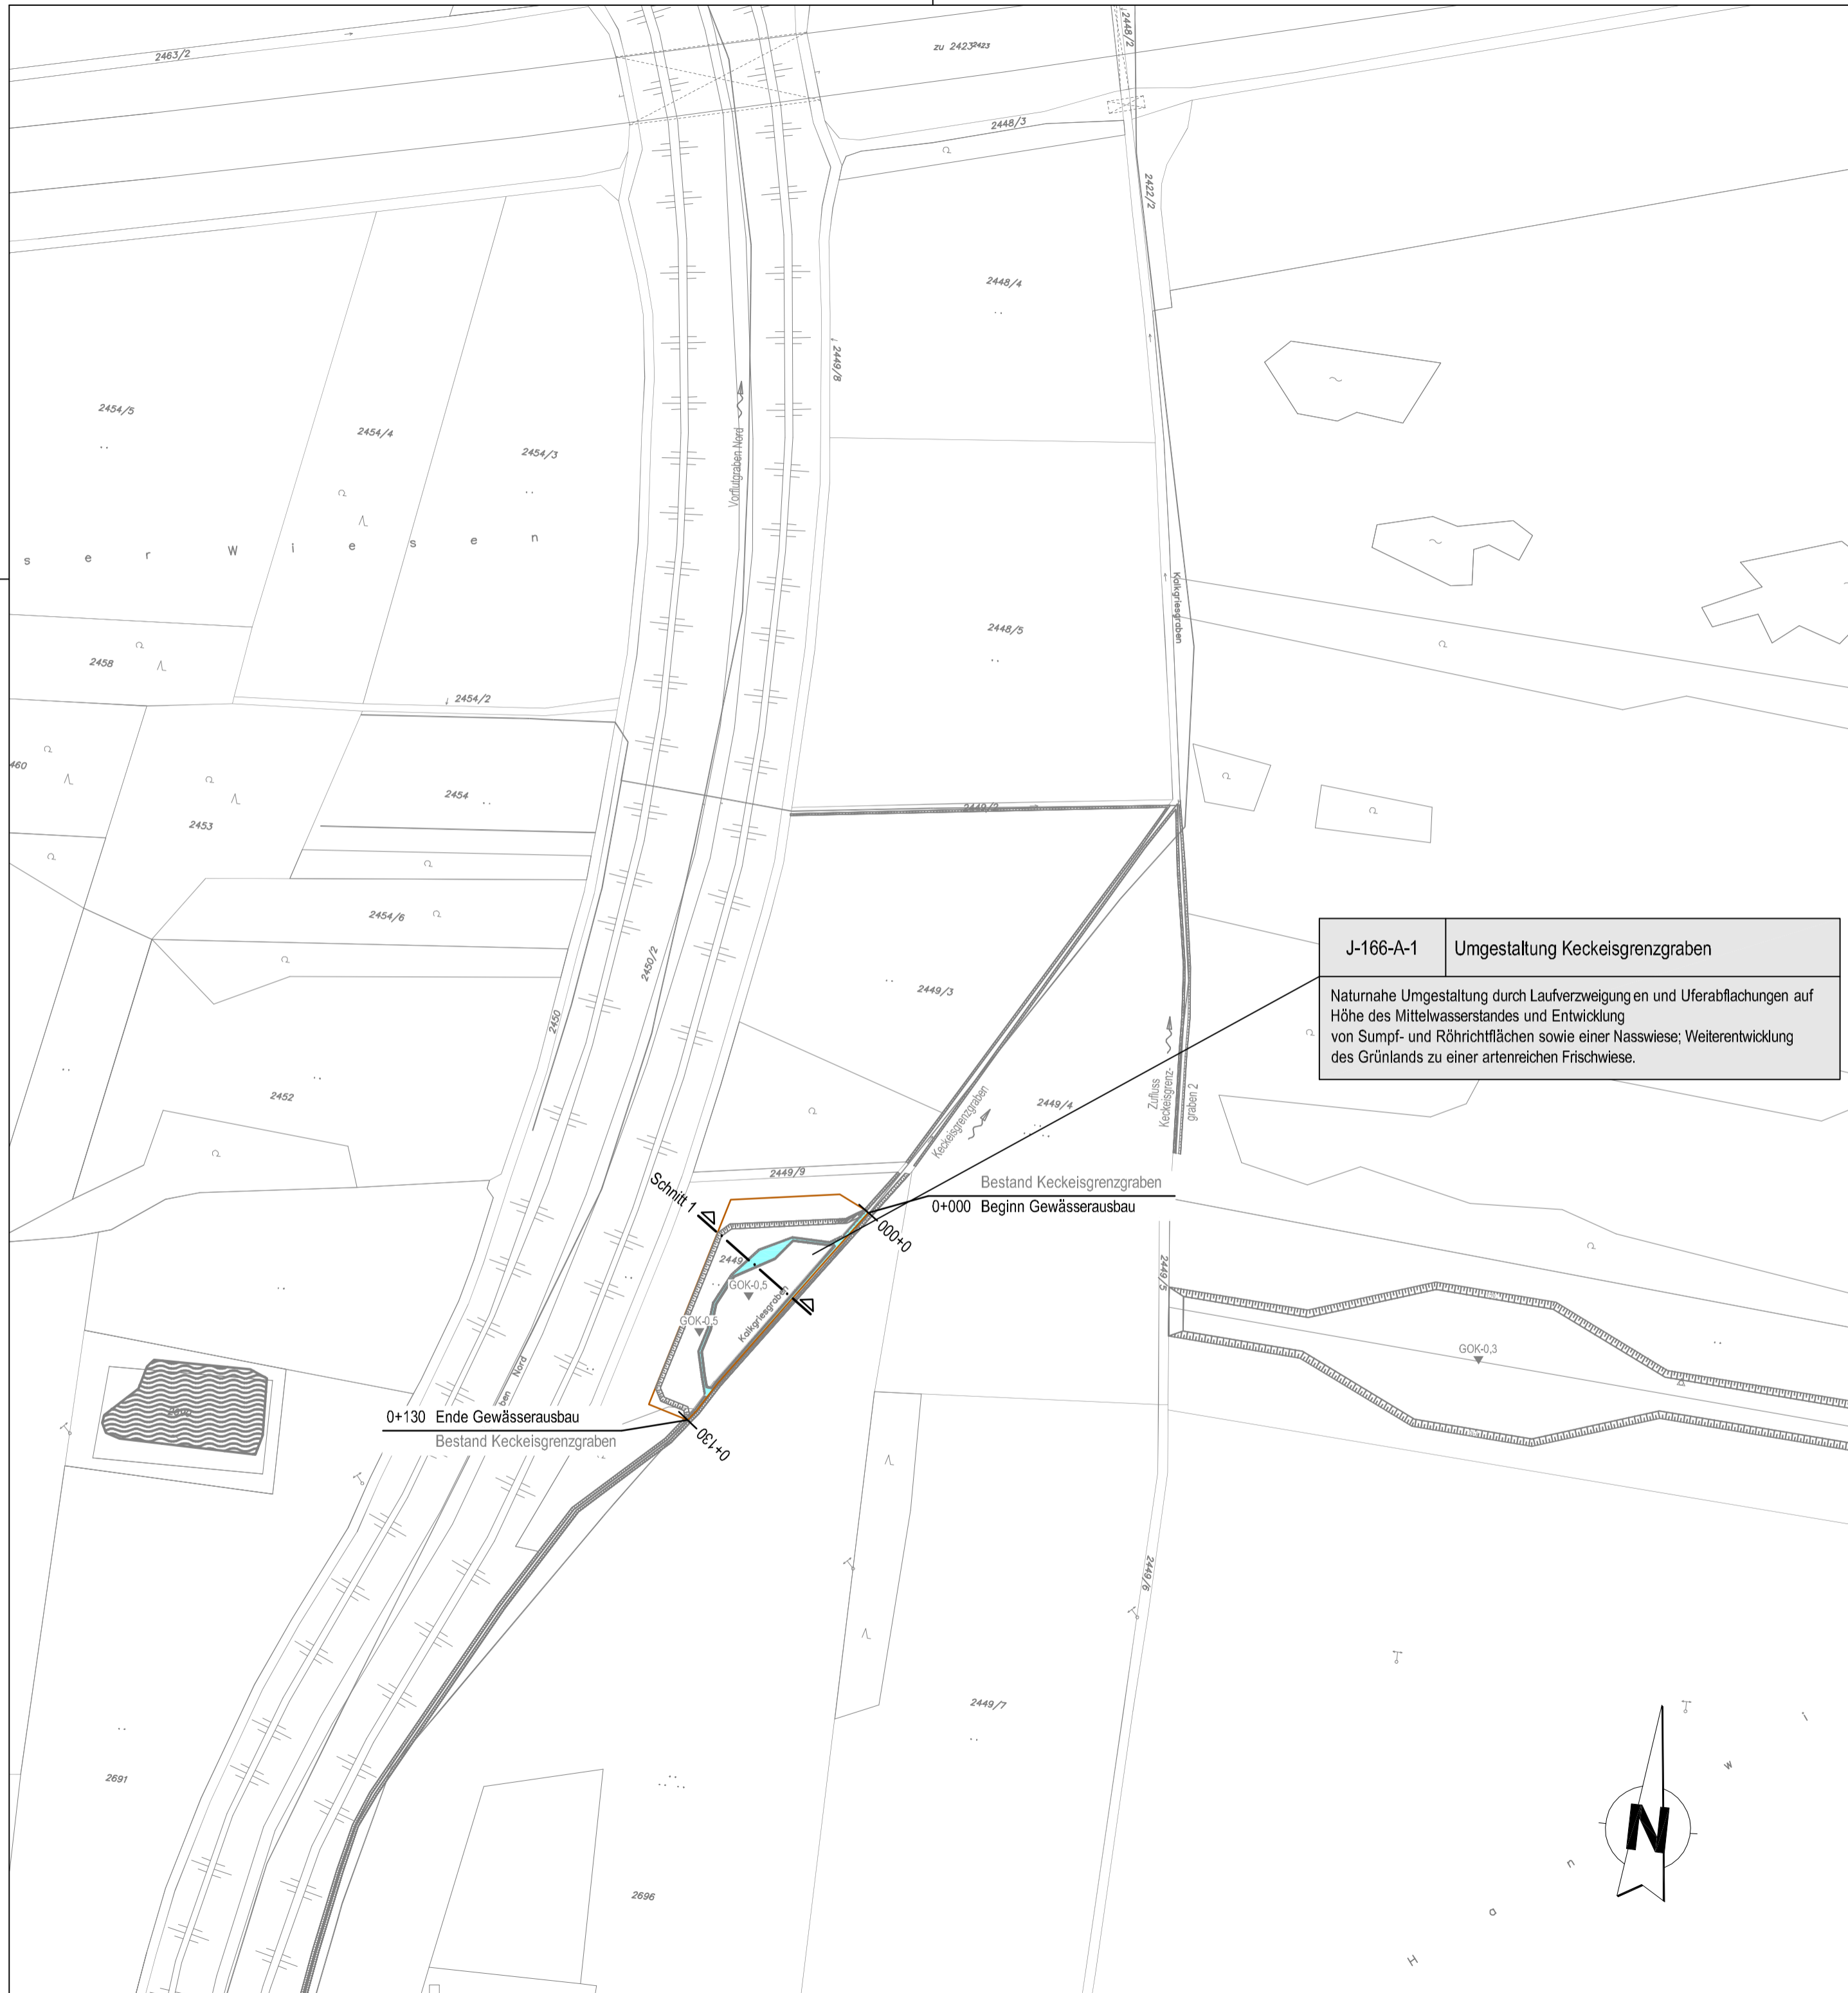 2463/2
zu 2423
2423
2448/2
2448/3
2422/2
2448/4
2449/8
2454/5
2454/4
2454/3
Vorflutgraben Nord
s e r W i e s e n
Kalkgriesgraben
2448/5
2458
2454/2
460
2454
2453
2449/2
2454/6
2450/2
2450
2449/3
J-166-A-1 Umgestaltung Keckeisgrenzgraben
Naturnahe Umgestaltung durch Laufverzweigungen und Uferabflachungen auf
Höhe des Mittelwasserstandes und Entwicklung
von Sumpf- und Röhrichtflächen sowie einer Nasswiese; Weiterentwicklung
des Grünlands zu einer artenreichen Frischwiese.
2452
2449/4
Keckeisgrenzgraben
Zufluss
Keckeisgrenz-
graben 2
2449/9
Schnitt 1
Bestand Keckeisgrenzgraben
0+000 Beginn Gewässerausbau
0+000
2449
GOK-0,5
GOK-0,5
Kalkgriesgraben
2449/5
GOK-0,3
ben Nord
0+130 Ende Gewässerausbau
Bestand Keckeisgrenzgraben
0+130
2449/6
2449/7
2691
2696
N
H a n w i